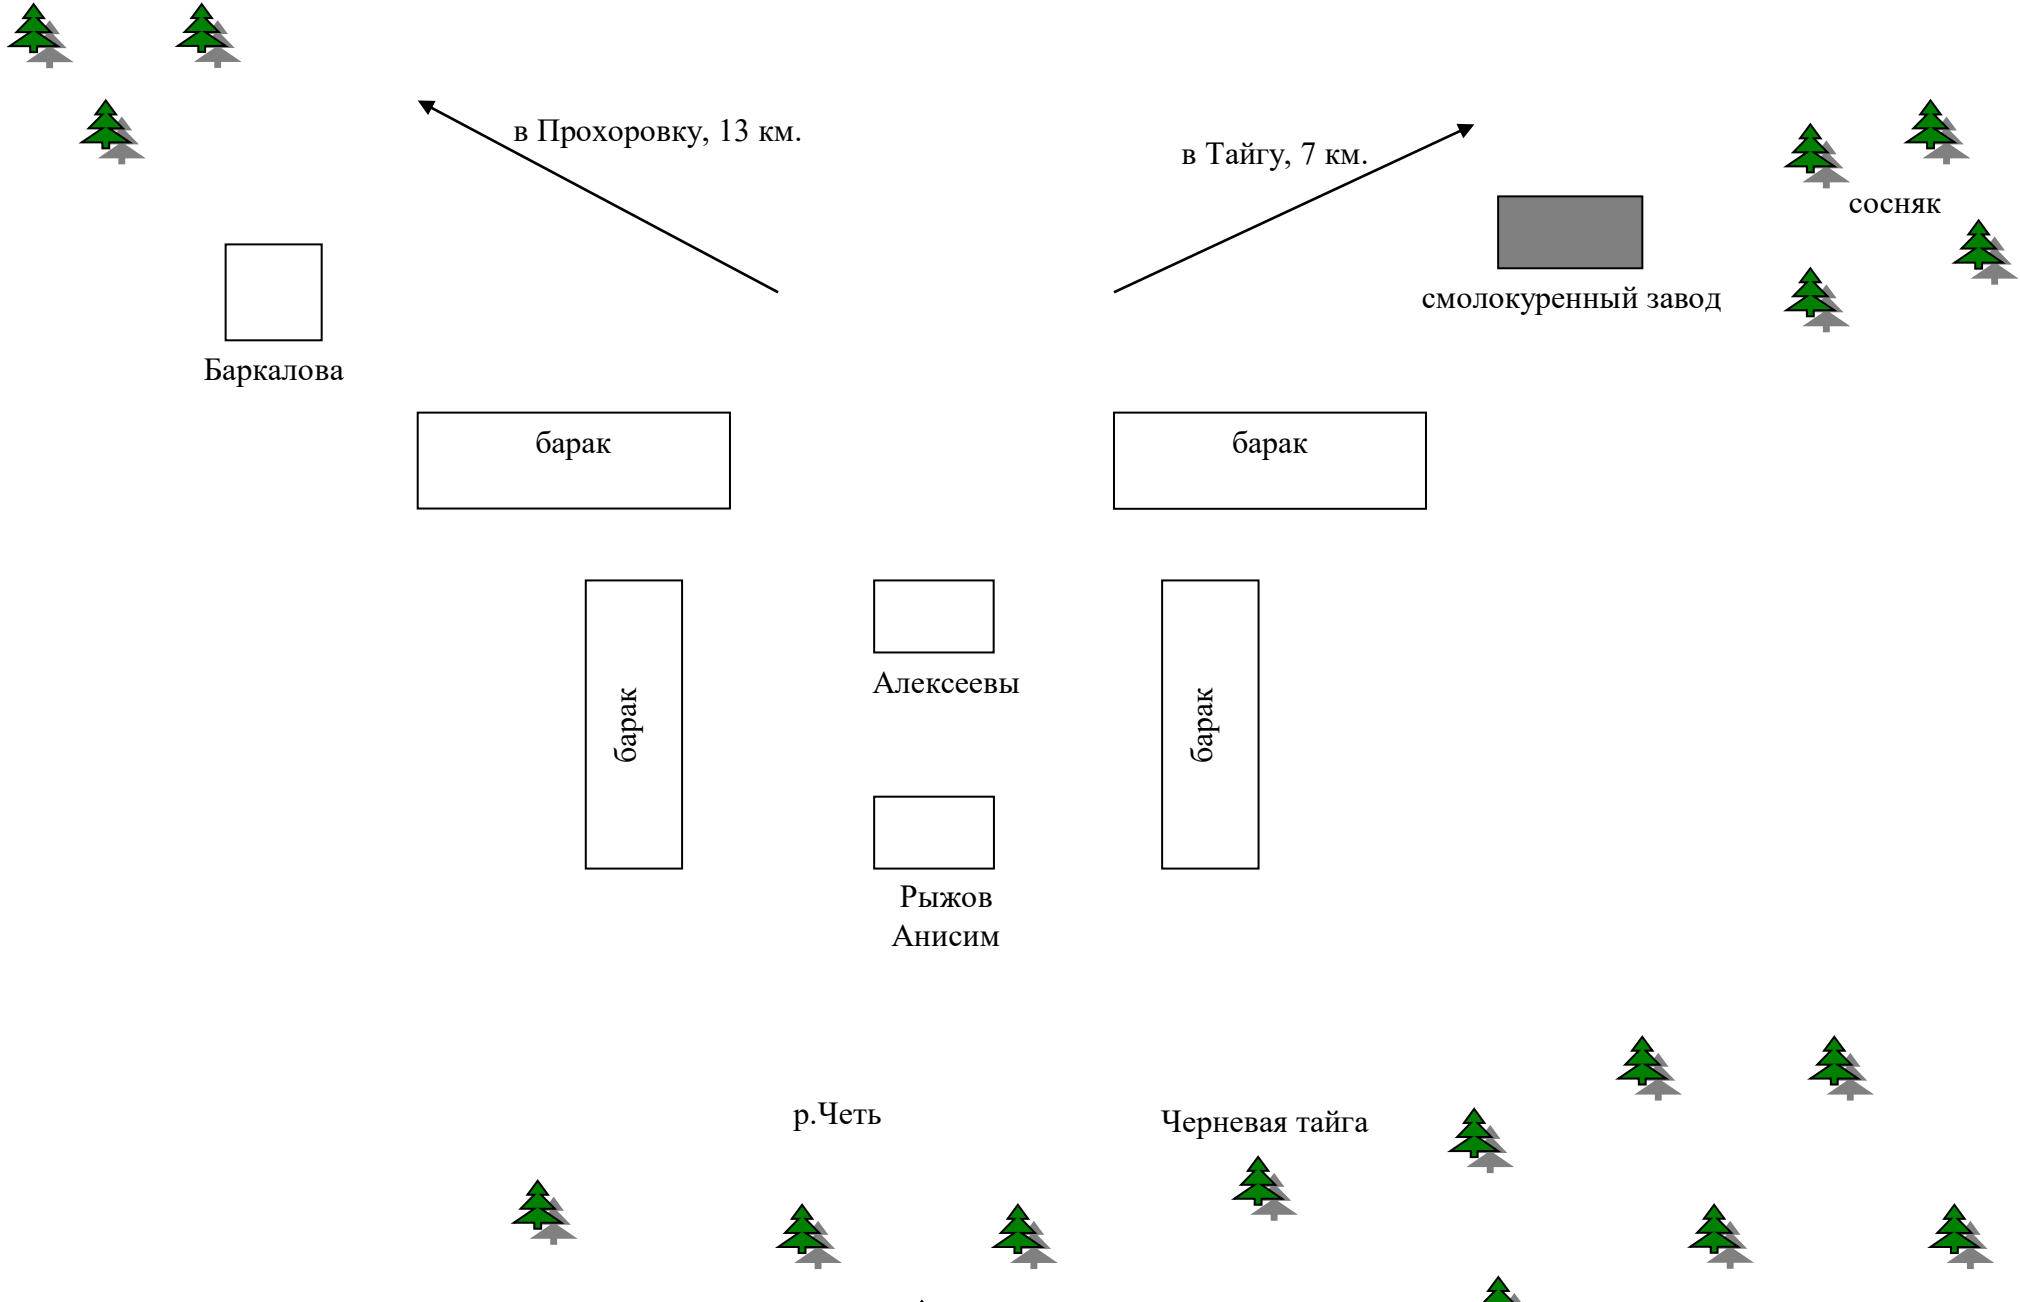 в Прохоровку, 13 км.
в Тайгу, 7 км.
сосняк
смолокуренный завод
Баркалова
барак
барак
барак
Алексеевы
барак
Рыжов
Анисим
р.Четь
Черневая тайга